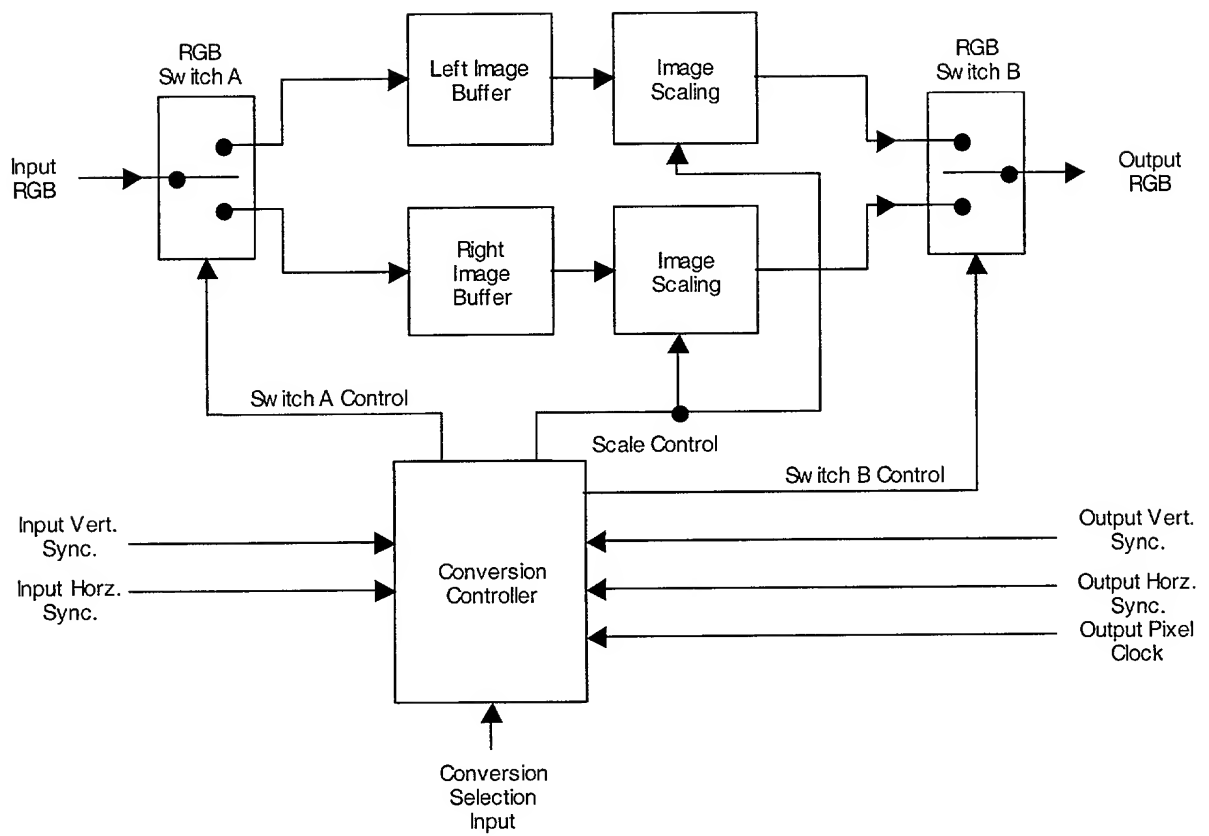 RGB
Switch A
Left Image
Buffer
Image
Scaling
RGB
Switch B
Input
RGB
Output
RGB
Right
Image
Buffer
Image
Scaling
Switch A Control
Scale Control
Switch B Control
Input Vert.
Sync.
Input Horz.
Sync.
Conversion
Controller
Output Vert.
Sync.
Output Horz.
Sync.
Output Pixel
Clock
Conversion
Selection
Input